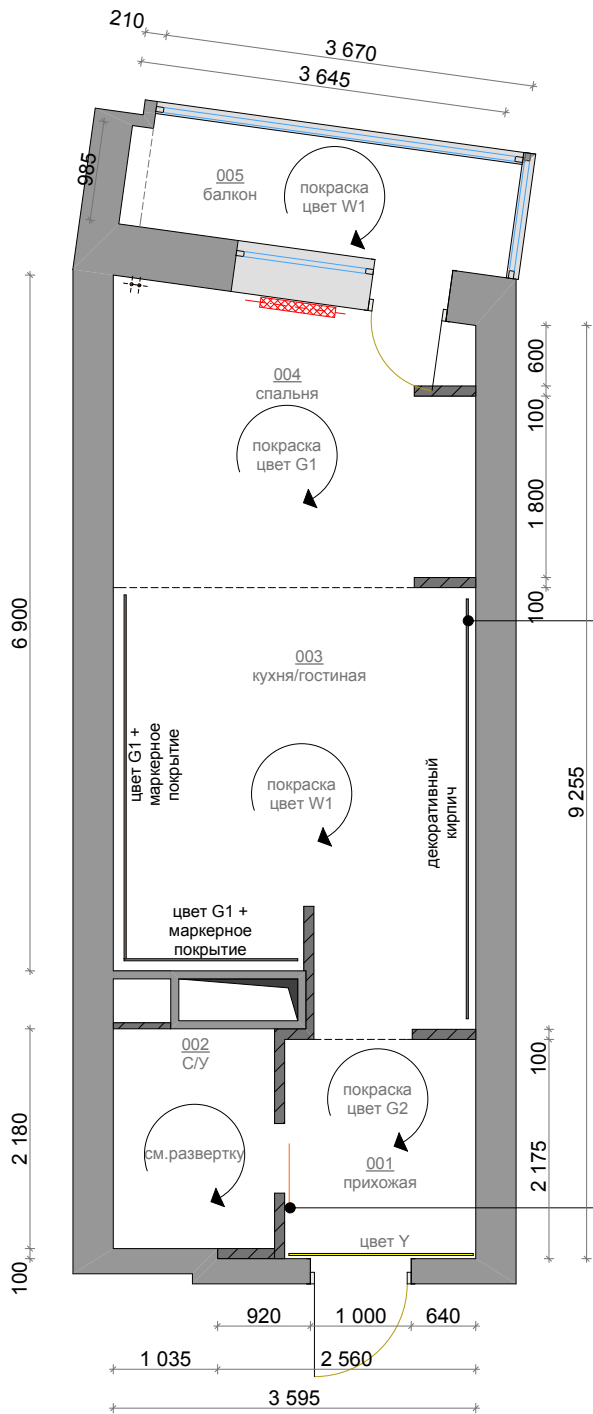 210
3 670
3 645
985
005
балкон
покраска
цвет W1
004
спальня
покраска
цвет G1
600
100
1 800
100
6 900
9 255
003
кухня/гостиная
цвет G1 +
маркерное
покрытие
покраска
цвет W1
декоративный
кирпич
цвет G1 +
маркерное
покрытие
002
С/У
см.развертку
покраска
цвет G2
001
прихожая
цвет Y
100
2 175
2 180
100
920
1 000
640
1 035
2 560
3 595